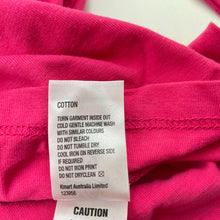 COTTON
TURN GARMENT INSIDE OUT
COLD GENTLE MACHINE WASH
WITH SIMILAR COLOURS
DO NOT BLEACH
DO NOT TUMBLE DRY
COOL IRON ON REVERSE SIDE
IF REQUIRED
DO NOT IRON PRINT
DO NOT DRYCLEAN
Kmart Australia Limited
123956
CAUTION